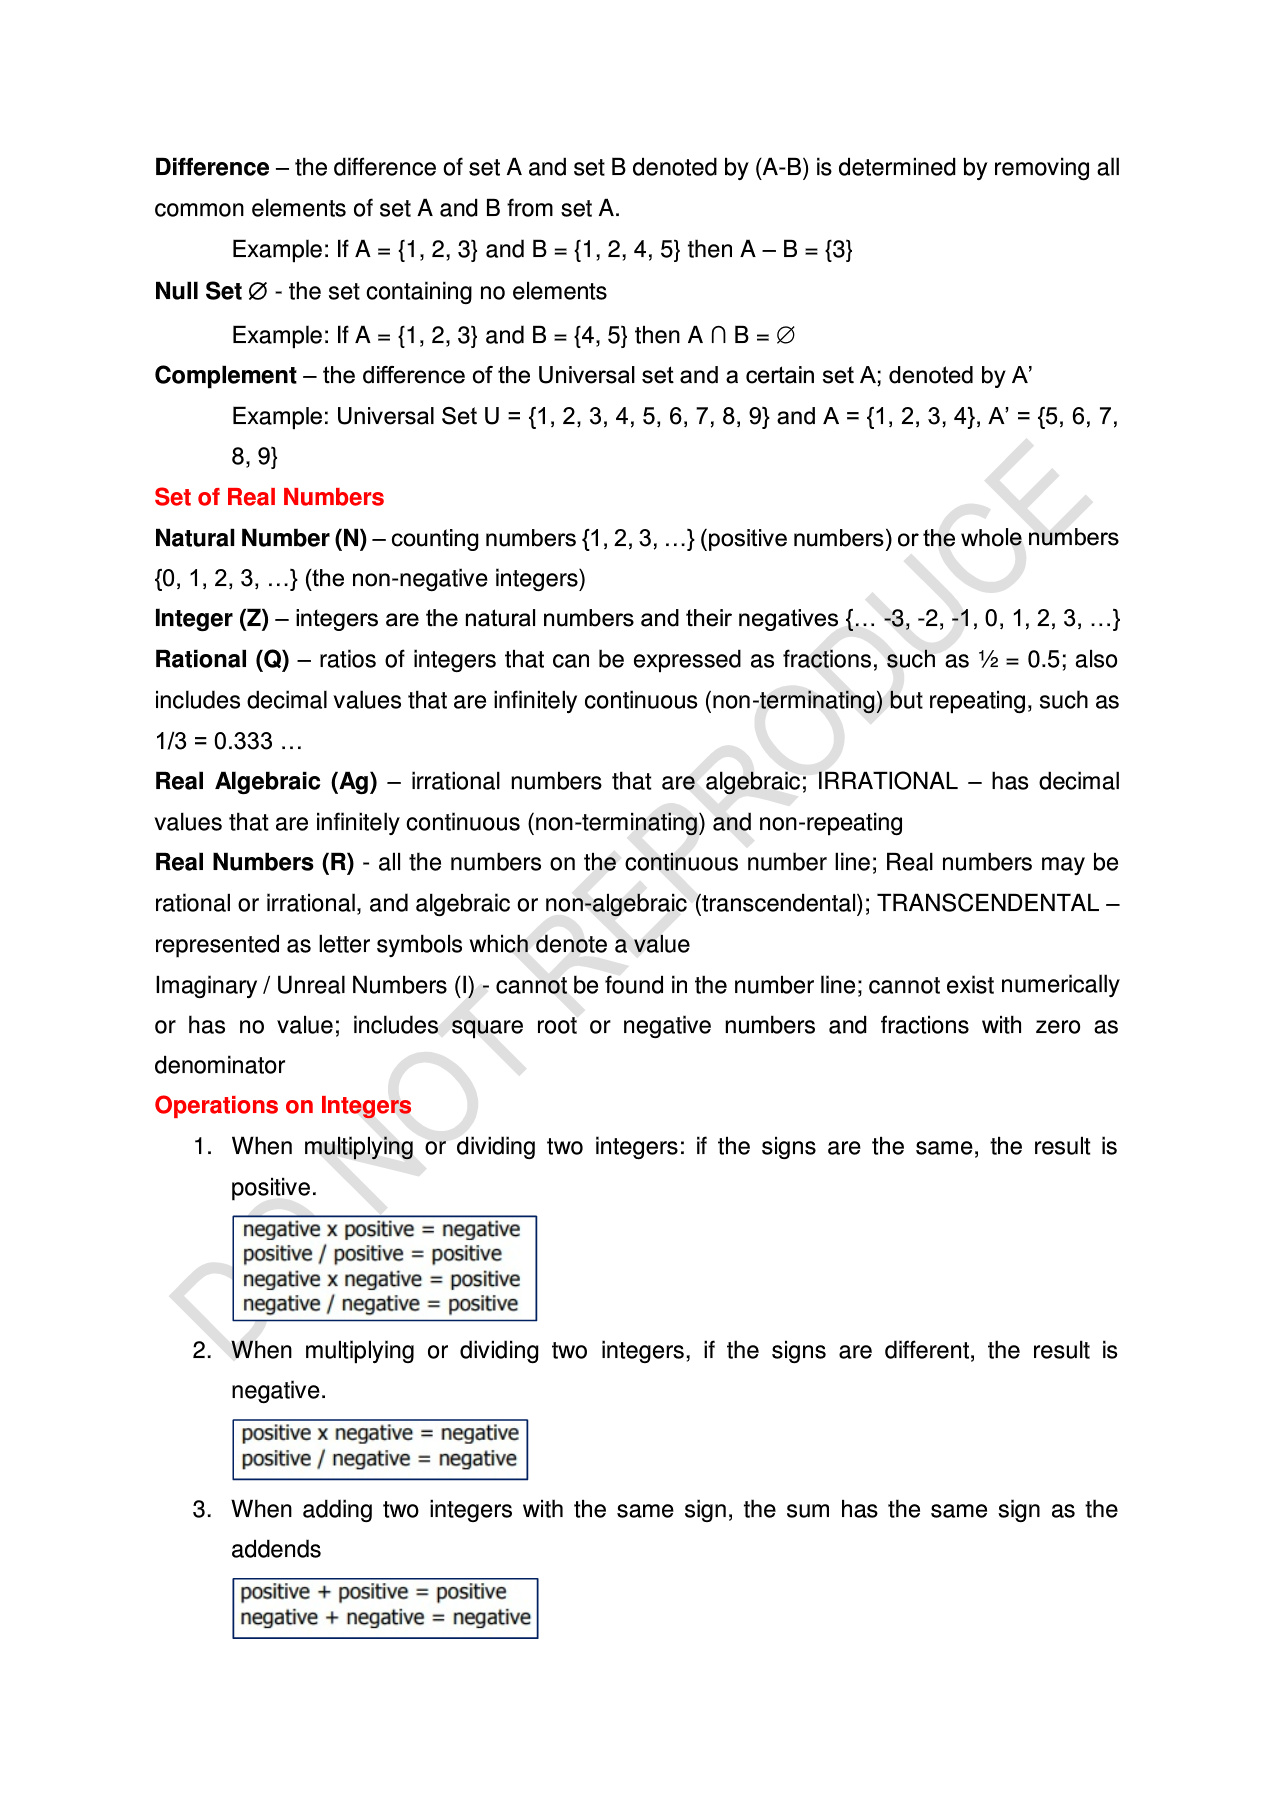 Difference – the difference of set A and set B denoted by (A-B) is determined by removing all
common elements of set A and B from set A.
Example: If A = {1, 2, 3} and B = {1, 2, 4, 5} then A – B = {3}
Null Set ∅ - the set containing no elements
Example: If A = {1, 2, 3} and B = {4, 5} then A ∩ B = ∅
Complement – the difference of the Universal set and a certain set A; denoted by A’
Example: Universal Set U = {1, 2, 3, 4, 5, 6, 7, 8, 9} and A = {1, 2, 3, 4}, A’ = {5, 6, 7,
8, 9}
Set of Real Numbers
Natural Number (N) – counting numbers {1, 2, 3, …} (positive numbers) or the whole numbers
{0, 1, 2, 3, …} (the non-negative integers)
Integer (Z) – integers are the natural numbers and their negatives {… -3, -2, -1, 0, 1, 2, 3, …}
Rational (Q) – ratios of integers that can be expressed as fractions, such as ½ = 0.5; also
includes decimal values that are infinitely continuous (non-terminating) but repeating, such as
1/3 = 0.333 …
Real Algebraic (Ag) – irrational numbers that are algebraic; IRRATIONAL – has decimal
values that are infinitely continuous (non-terminating) and non-repeating
Real Numbers (R) - all the numbers on the continuous number line; Real numbers may be
rational or irrational, and algebraic or non-algebraic (transcendental); TRANSCENDENTAL –
represented as letter symbols which denote a value
Imaginary / Unreal Numbers (I) - cannot be found in the number line; cannot exist numerically
or has no value; includes square root or negative numbers and fractions with zero as
denominator
Operations on Integers
1. When multiplying or dividing two integers: if the signs are the same, the result is
positive.
negative x positive = negative
positive / positive = positive
negative x negative = positive
negative / negative = positive
2. When multiplying or dividing two integers, if the signs are different, the result is
negative.
positive x negative = negative
positive / negative = negative
3. When adding two integers with the same sign, the sum has the same sign as the
addends
positive + positive = positive
negative + negative = negative
DO NOT REPRODUCE